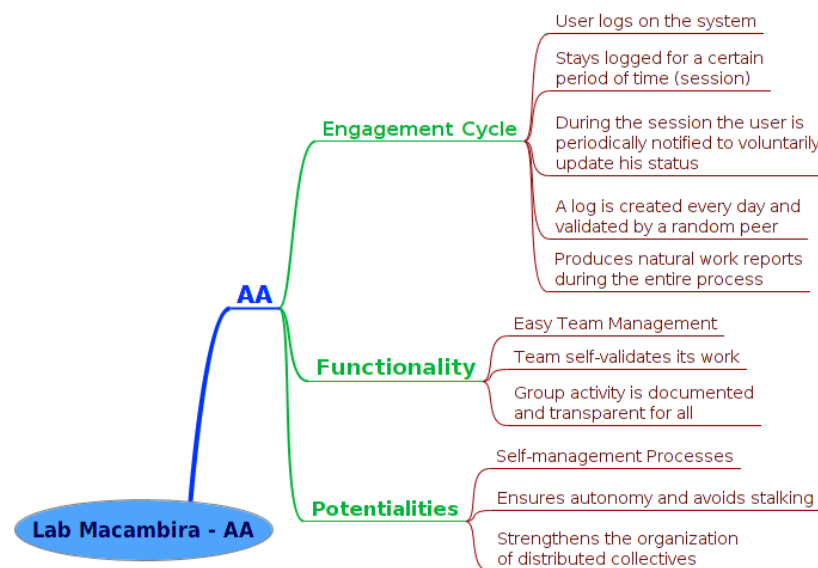 User logs on the system
Stays logged for a certain
period of time (session)
Engagement Cycle
During the session the user is
periodically notified to voluntarily
update his status
A log is created every day and
validated by a random peer
Produces natural work reports
during the entire process
AA
Easy Team Management
Functionality
Team self-validates its work
Group activity is documented
and transparent for all
Self-management Processes
Potentialities
Ensures autonomy and avoids stalking
Strengthens the organization
of distributed collectives
Lab Macambira - AA